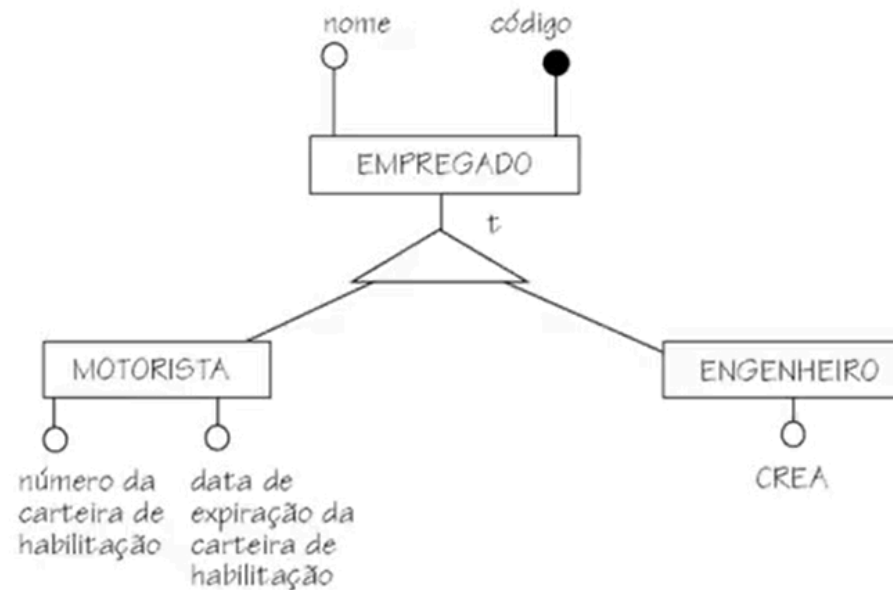 nome
código
EMPREGADO
t
MOTORISTA
ENGENHEIRO
número da
carteira de
habilitação
data de
expiração da
carteira de
habilitação
CREA